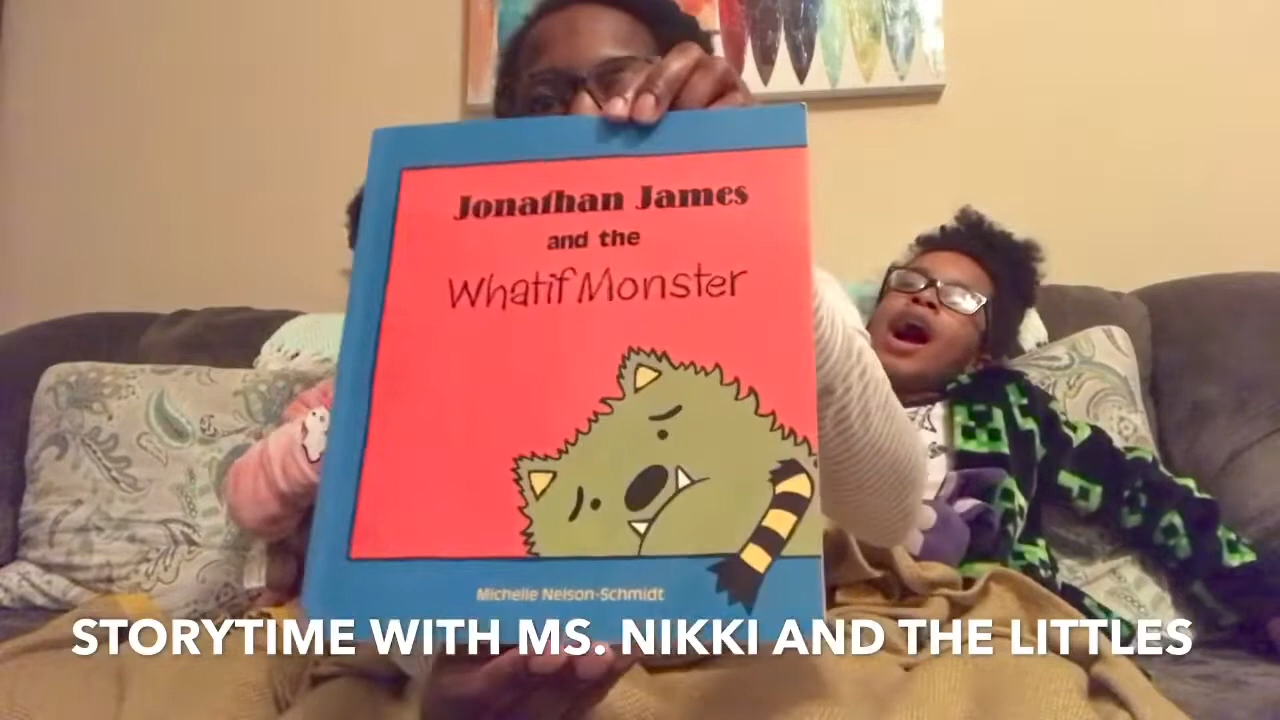 Jonathan James
and the
Whatif Monster
Michelle Nelson-Schmidt
STORYTIME WITH MS. NIKKI AND THE LITTLES